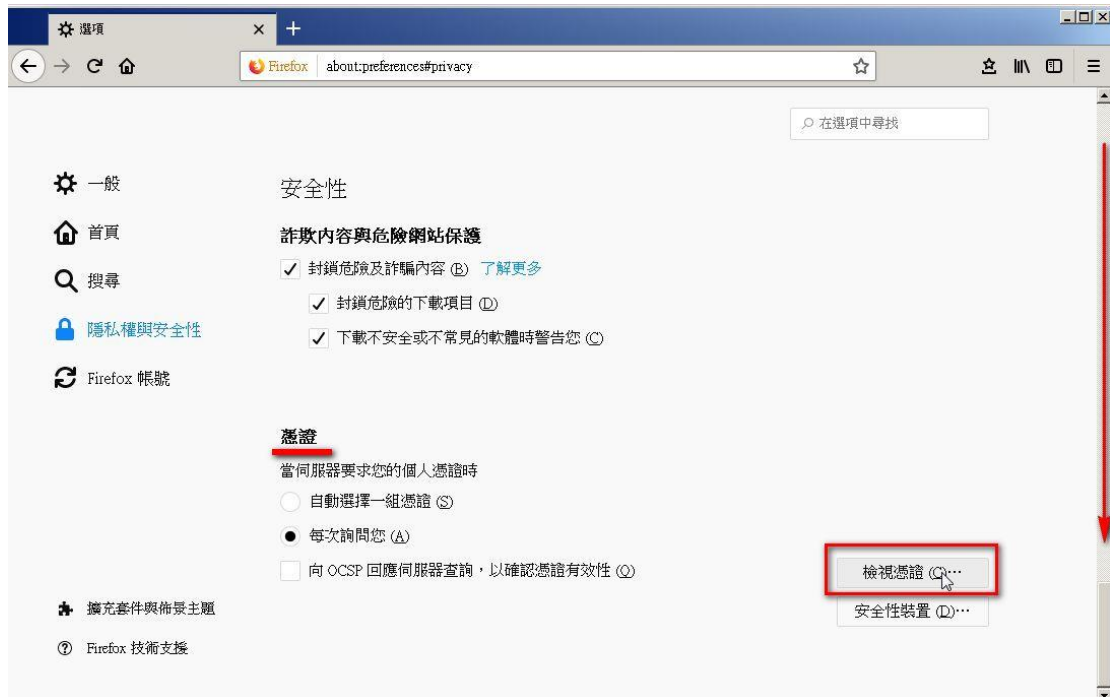 選項
Firefox about:preferences#privacy
在選項中尋找
一般
首頁
搜尋
隱私權與安全性
Firefox 帳號
安全性
詐欺內容與危險網站保護
封鎖危險及詐騙內容 (B) 了解更多
封鎖危險的下載項目 (D)
下載不安全或不常見的軟體時警告您 (C)
憑證
當伺服器要求您的個人憑證時
自動選擇一組憑證 (S)
每次詢問您 (A)
向 OCSP 回應伺服器查詢,以確認憑證有效性 (Q)
檢視憑證 (C)…
安全性裝置 (D)…
擴充套件與佈景主題
Firefox 技術支援